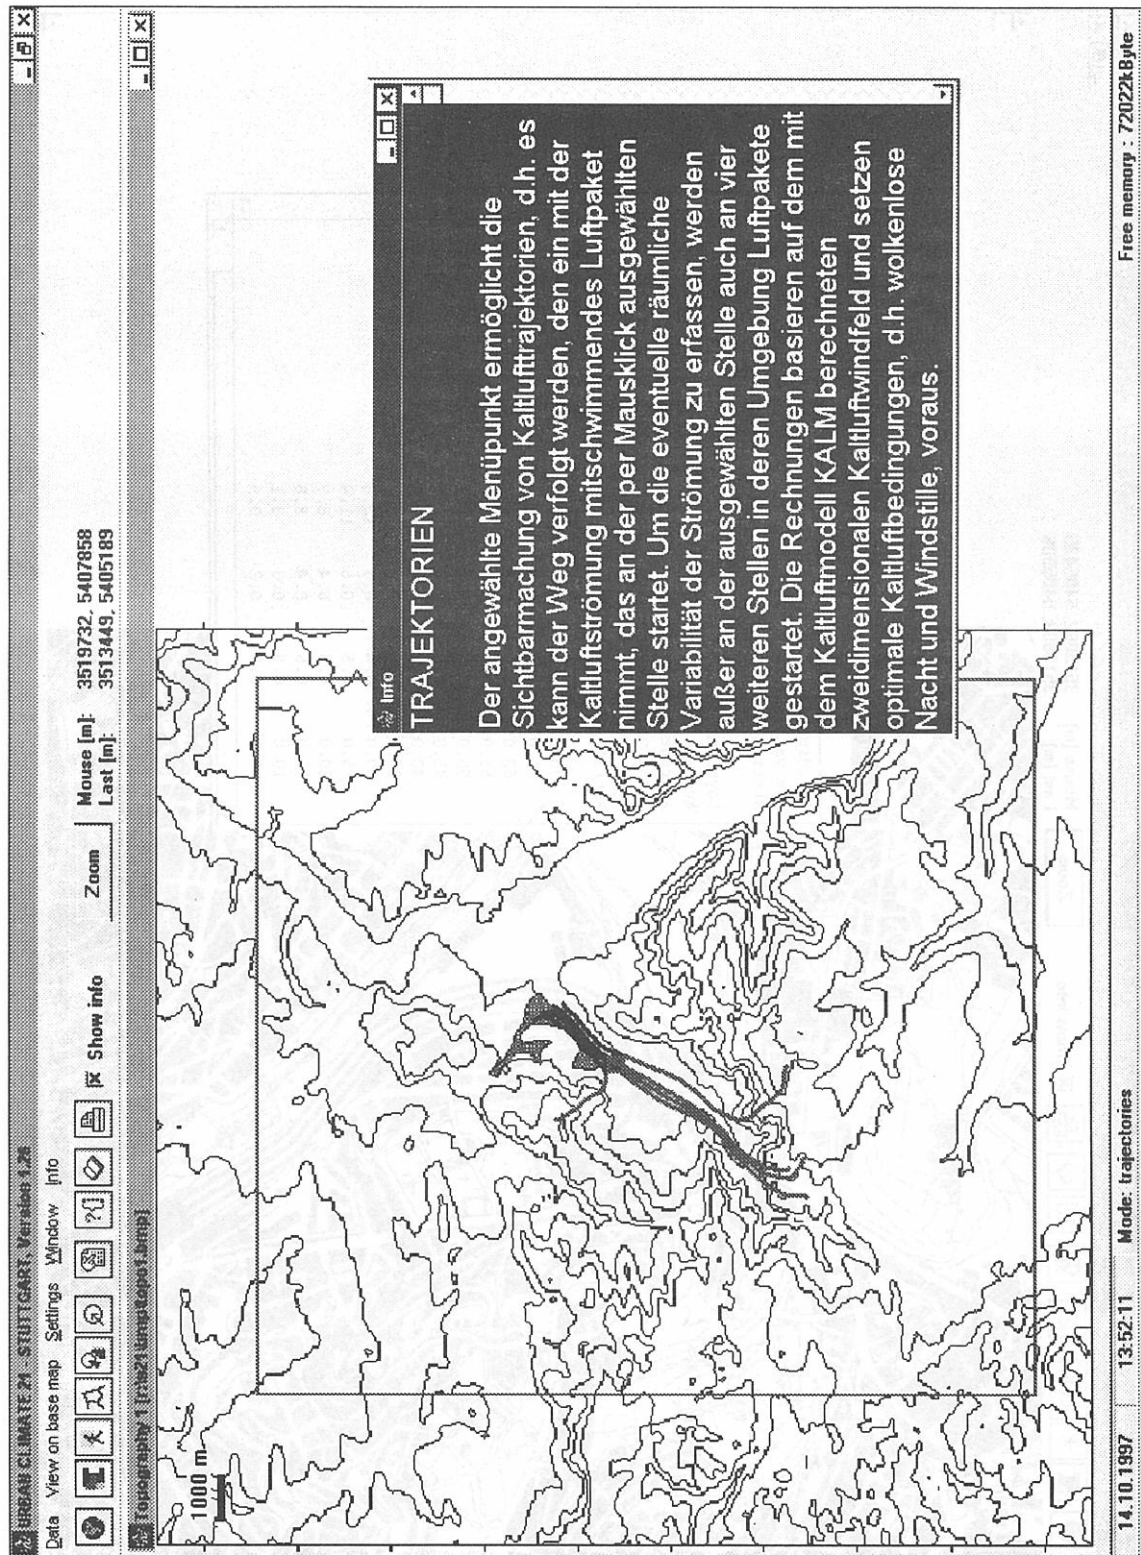 URBAN CLIMATE 21 - STUTTGART, Version 1.28
Data View on base map Settings Window Info
Show info
Zoom
Mouse [m]: 3519732, 5407858
Last [m]: 3513449, 5405189
Topography 1 [r1s21\bmp\topo1.bmp]
1000 m
Info
TRAJEKTORIEN
Der angewählte Menüpunkt ermöglicht die
Sichtbarmachung von Kaltlufttrajektorien, d.h. es
kann der Weg verfolgt werden, den ein mit der
Kaltluftströmung mitschwimmendes Luftpaket
nimmt, das an der per Mausklick ausgewählten
Stelle startet. Um die eventuelle räumliche
Variabilität der Strömung zu erfassen, werden
außer an der ausgewählten Stelle auch an vier
weiteren Stellen in deren Umgebung Luftpakete
gestartet. Die Rechnungen basieren auf dem mit
dem Kaltluftmodell KALM berechneten
zweidimensionalen Kaltluftwindfeld und setzen
optimale Kaltluftbedingungen, d.h. wolkenlose
Nacht und Windstille, voraus.
14.10.1997 13:52:11 Mode: trajectories Free memory : 72022kByte